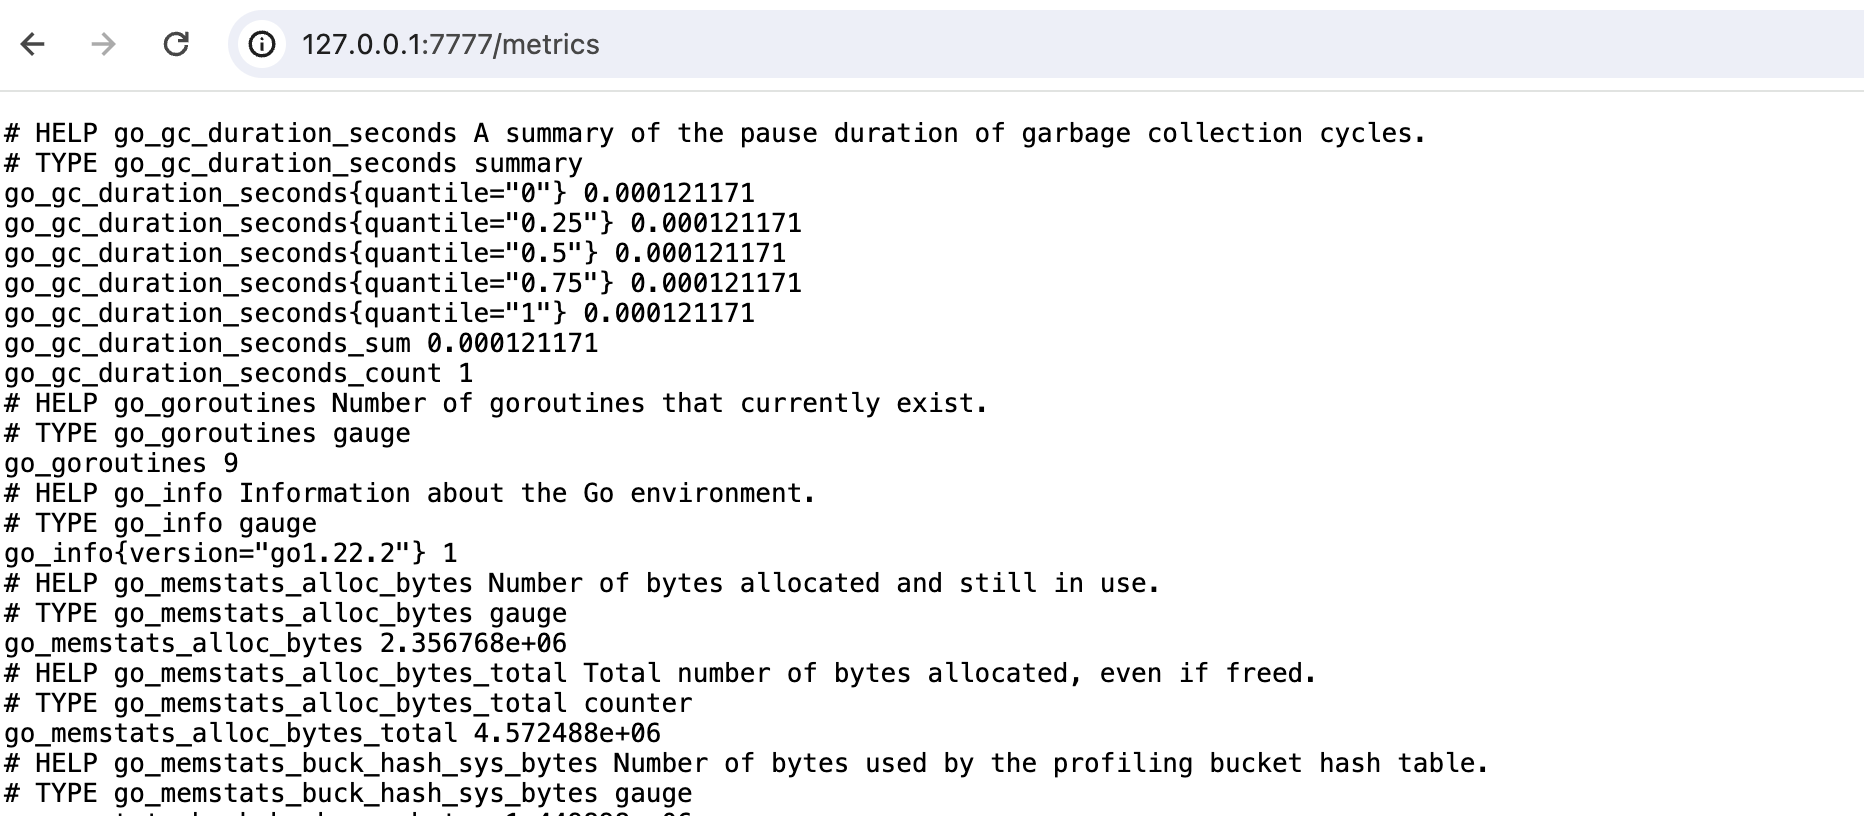 127.0.0.1:7777/metrics
# HELP go_gc_duration_seconds A summary of the pause duration of garbage collection cycles.
# TYPE go_gc_duration_seconds summary
go_gc_duration_seconds{quantile="0"} 0.000121171
go_gc_duration_seconds{quantile="0.25"} 0.000121171
go_gc_duration_seconds{quantile="0.5"} 0.000121171
go_gc_duration_seconds{quantile="0.75"} 0.000121171
go_gc_duration_seconds{quantile="1"} 0.000121171
go_gc_duration_seconds_sum 0.000121171
go_gc_duration_seconds_count 1
# HELP go_goroutines Number of goroutines that currently exist.
# TYPE go_goroutines gauge
go_goroutines 9
# HELP go_info Information about the Go environment.
# TYPE go_info gauge
go_info{version="go1.22.2"} 1
# HELP go_memstats_alloc_bytes Number of bytes allocated and still in use.
# TYPE go_memstats_alloc_bytes gauge
go_memstats_alloc_bytes 2.356768e+06
# HELP go_memstats_alloc_bytes_total Total number of bytes allocated, even if freed.
# TYPE go_memstats_alloc_bytes_total counter
go_memstats_alloc_bytes_total 4.572488e+06
# HELP go_memstats_buck_hash_sys_bytes Number of bytes used by the profiling bucket hash table.
# TYPE go_memstats_buck_hash_sys_bytes gauge